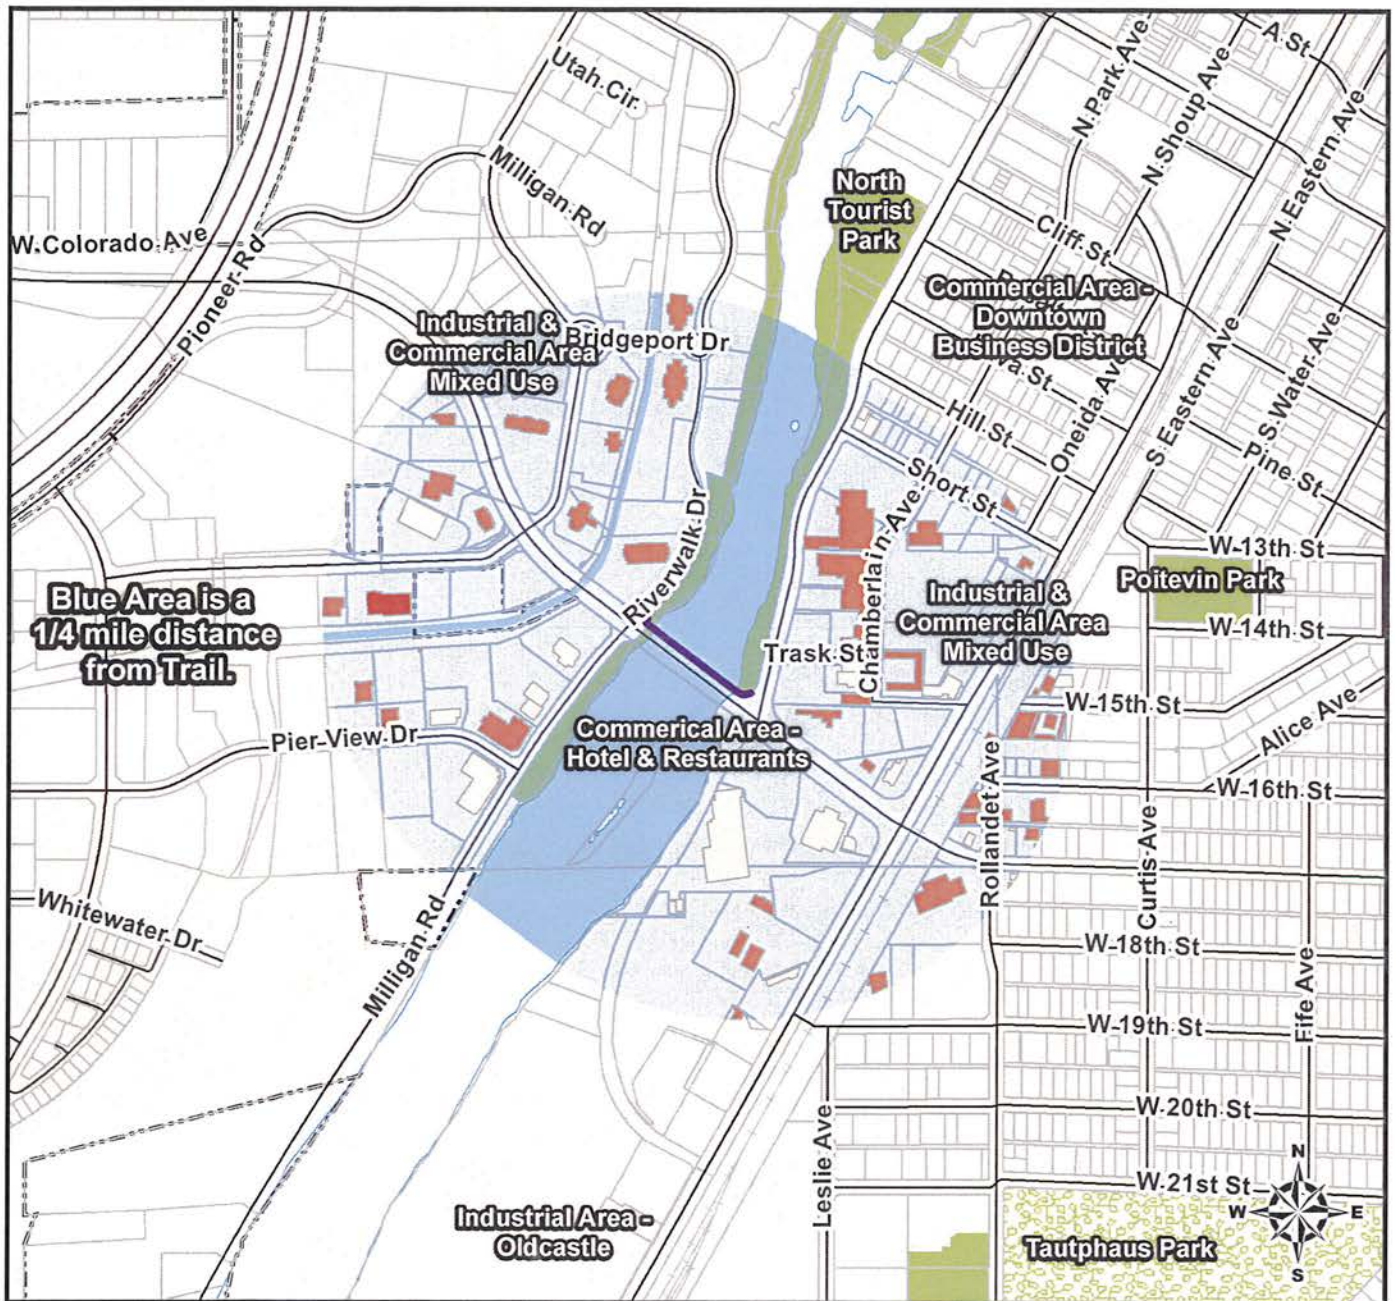 A St
N Park Ave
N Shoup Ave
N Eastern Ave
Utah Cir.
Milligan Rd
North
Tourist
Park
W Colorado Ave
Pioneer Rd
Cliff St
Commercial Area -
Downtown
Business District
Industrial &
Commercial Area
Mixed Use
Bridgeport Dr
va St
Hill St
Oneida Ave
S Eastern Ave
S Water Ave
Pine St
Short St
Riverwalk Dr
Chamberlain Ave
W 13th St
Poitevin Park
W 14th St
Blue Area is a
1/4 mile distance
from Trail.
Industrial &
Commercial Area
Mixed Use
Trask St
W 15th St
Alice Ave
Pier View Dr
Commerical Area -
Hotel & Restaurants
Rollandet Ave
W 16th St
Curtis Ave
Whitewater Dr
Milligan Rd
W 18th St
Fife Ave
W 19th St
W 20th St
Leslie Ave
W 21st St
Industrial Area -
Oldcastle
Tautphaus Park
N
W E
S